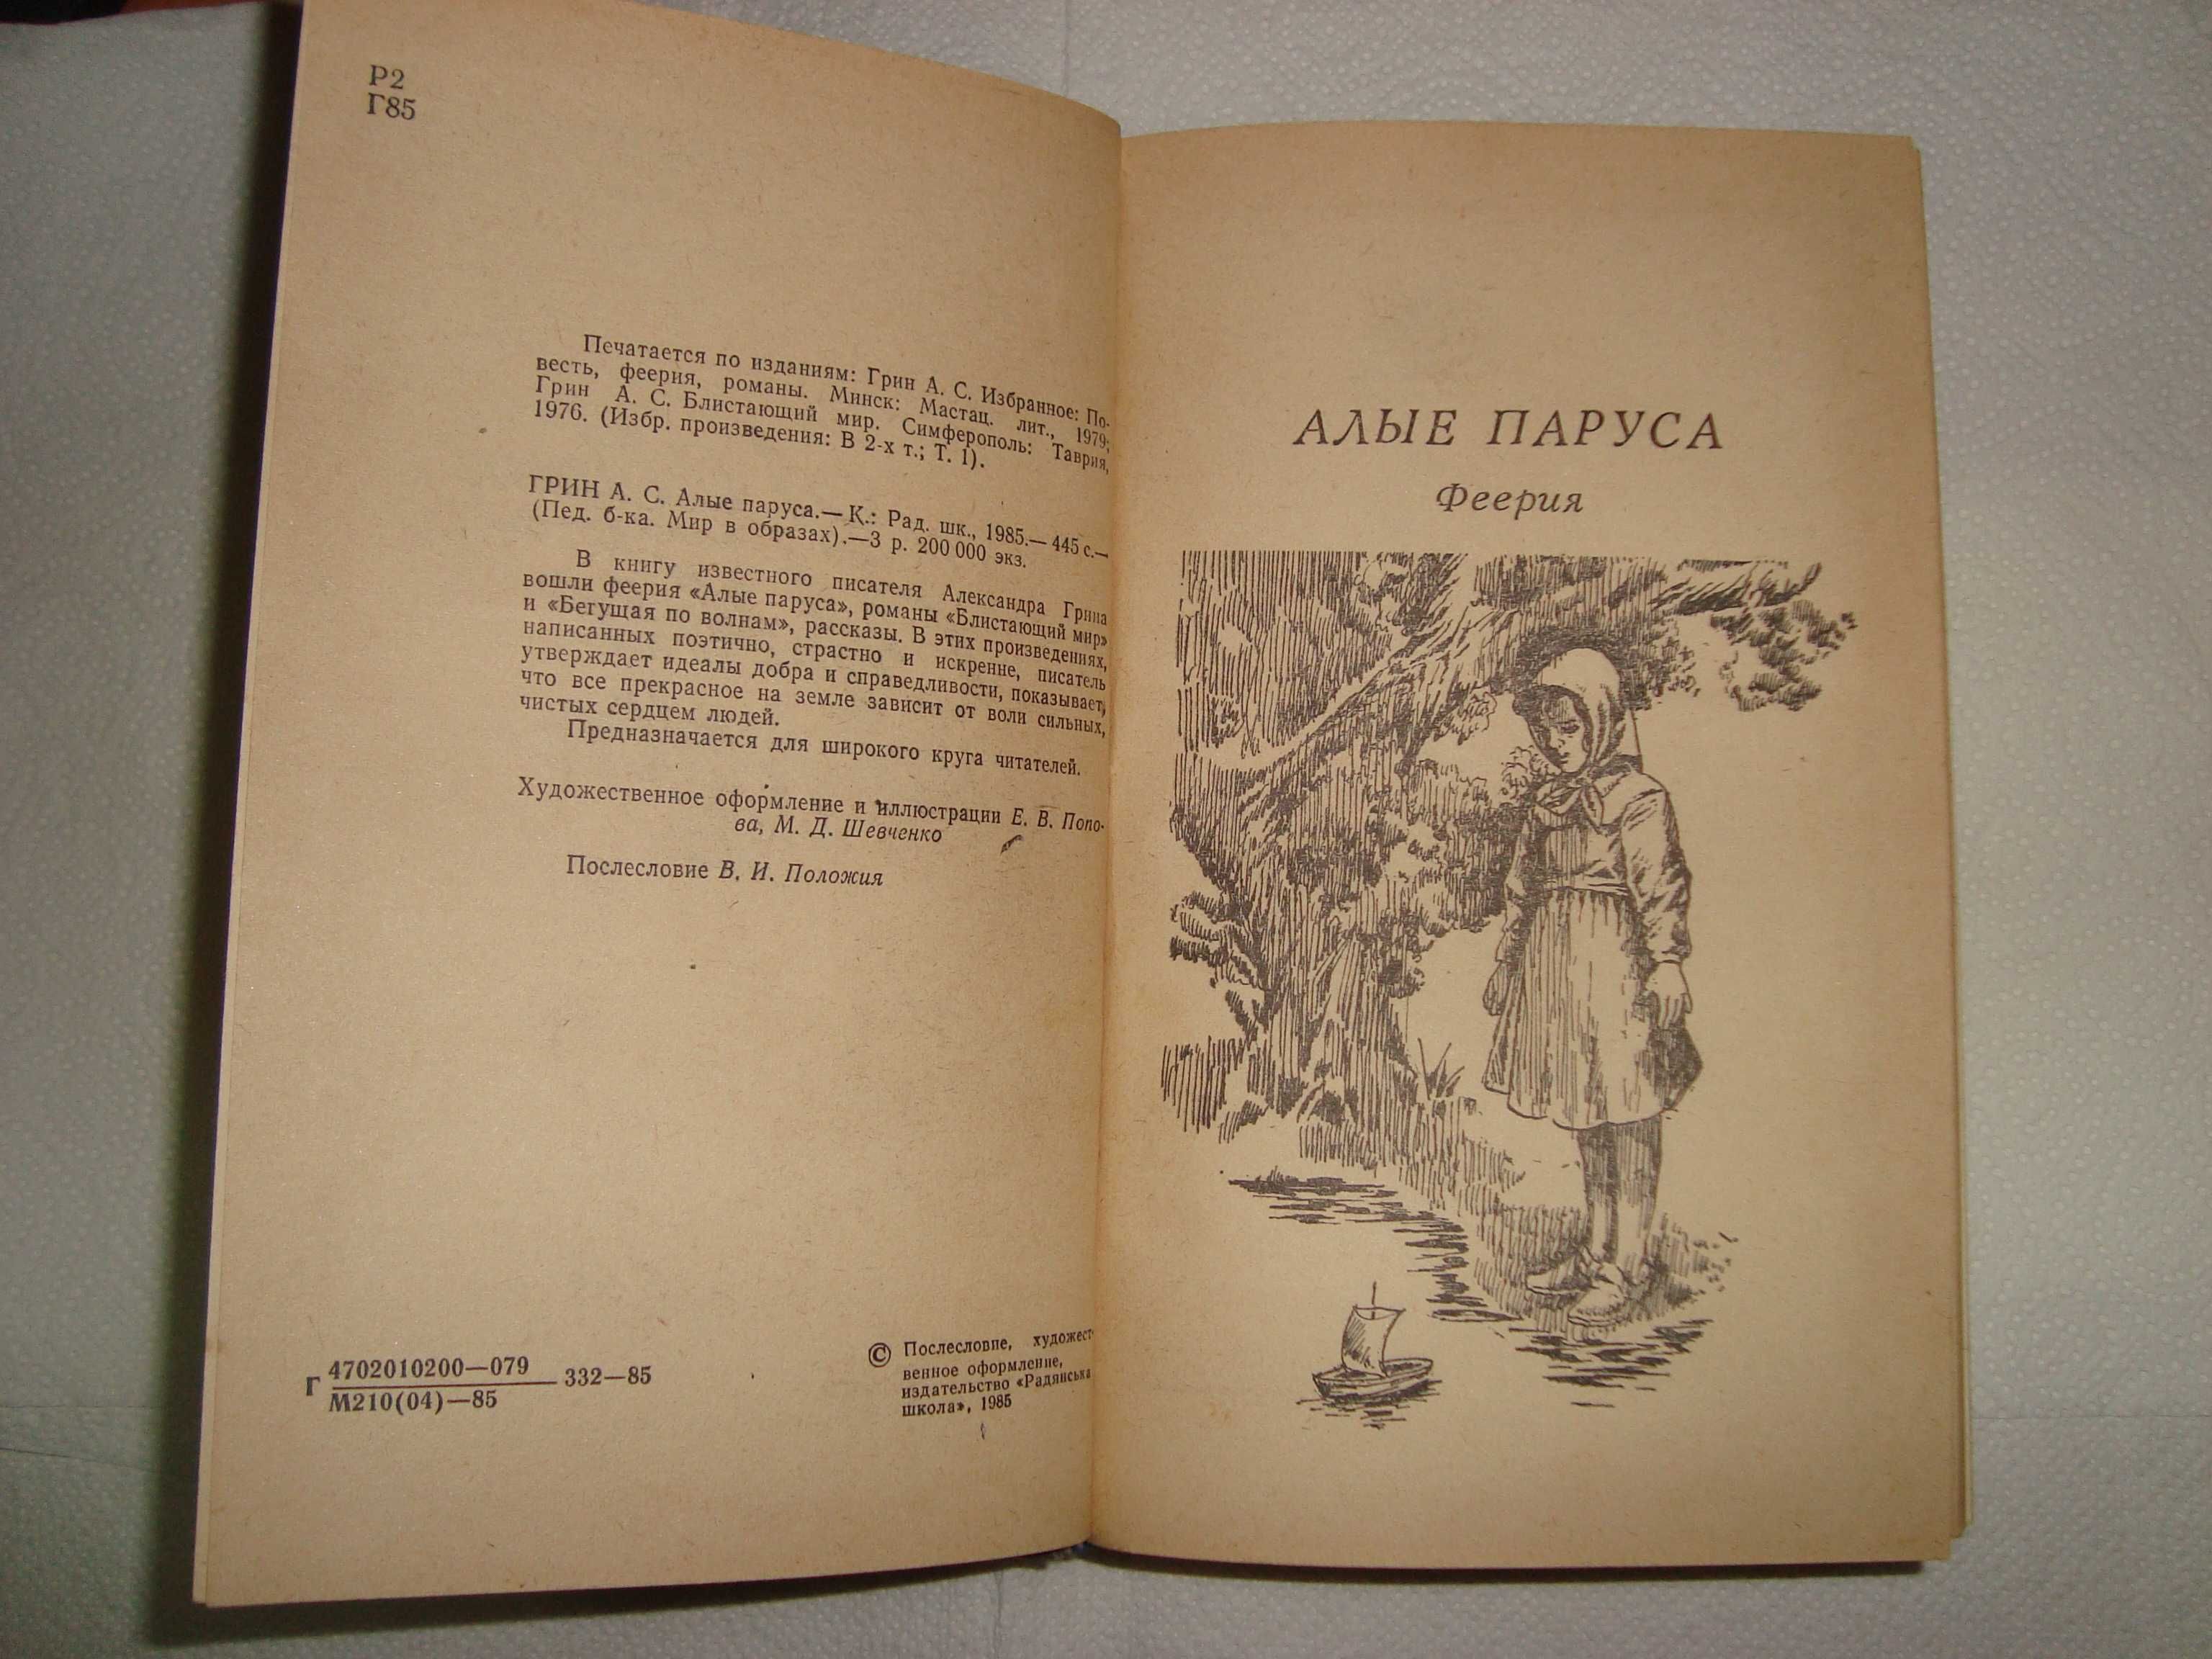 Р2
Г85
Печатается по изданиям: Грин А. С. Избранное: По-
весть, феерия, романы. Минск: Мастац. лит., 1979;
Грин А. С. Блистающий мир. Симферополь: Таврия,
1976. (Избр. произведения: В 2-х т.; Т. 1).
ГРИН А. С. Алые паруса.— К.: Рад. шк., 1985.— 445 с.—
(Пед. б-ка. Мир в образах).—3 р. 200 000 экз.
В книгу известного писателя Александра Грина
вошли феерия «Алые паруса», романы «Блистающий мир»
и «Бегущая по волнам», рассказы. В этих произведениях,
написанных поэтично, страстно и искренне, писатель
утверждает идеалы добра и справедливости, показывает,
что все прекрасное на земле зависит от воли сильных,
чистых сердцем людей.
Предназначается для широкого круга читателей.
Художественное оформление и иллюстрации Е. В. Попо-
ва, М. Д. Шевченко
Послесловие В. И. Положия
Г 4702010200—079 332—85
М210(04)—85
© Послесловие, художест-
венное оформление,
издательство «Радянська
школа», 1985
АЛЫЕ ПАРУСА
Феерия